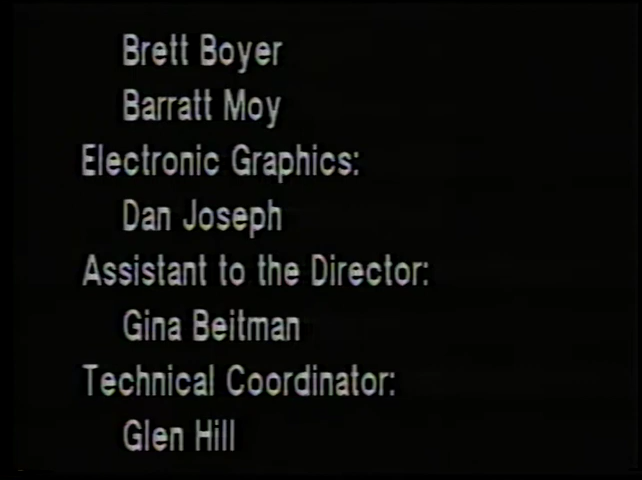 Brett Boyer
Barratt Moy
Electronic Graphics:
Dan Joseph
Assistant to the Director:
Gina Beitman
Technical Coordinator:
Glen Hill